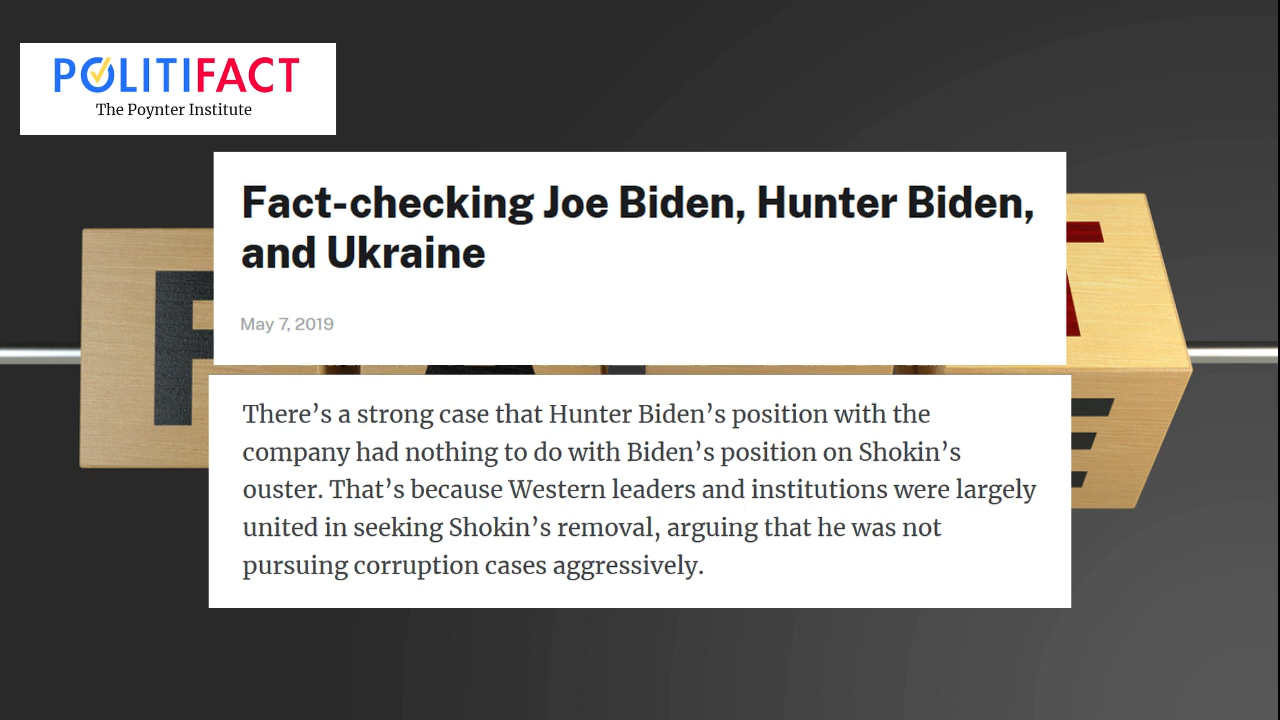 POLITIFACT
The Poynter Institute
Fact-checking Joe Biden, Hunter Biden,
and Ukraine
May 7, 2019
There’s a strong case that Hunter Biden’s position with the
company had nothing to do with Biden’s position on Shokin’s
ouster. That’s because Western leaders and institutions were largely
united in seeking Shokin’s removal, arguing that he was not
pursuing corruption cases aggressively.